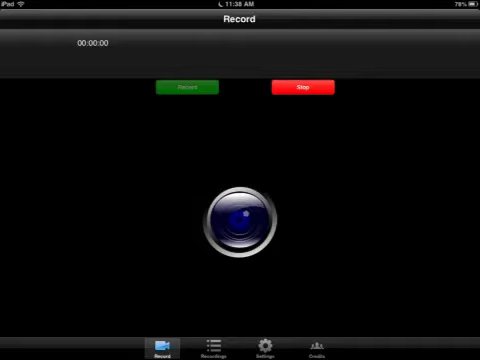 iPad 11:38 AM 78%
Record
00:00:00
Record Stop
Record Recordings Settings Credits